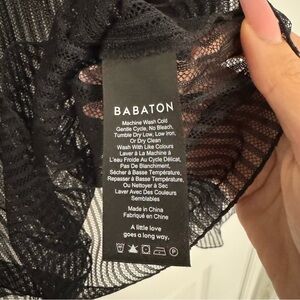 BABATON
Machine Wash Cold
Gentle Cycle, No Bleach,
Tumble Dry Low, Low Iron,
Or Dry Clean
Wash With Like Colours
Laver À La Machine à
L'eau Froide Au Cycle Délicat,
Pas De Blanchiment,
Sécher à Basse Température,
Repasser à Basse Température,
Ou Nettoyer à Sec
Laver Avec Des Couleurs
Semblables
Made in China
Fabriqué en Chine
A little love
goes a long way.